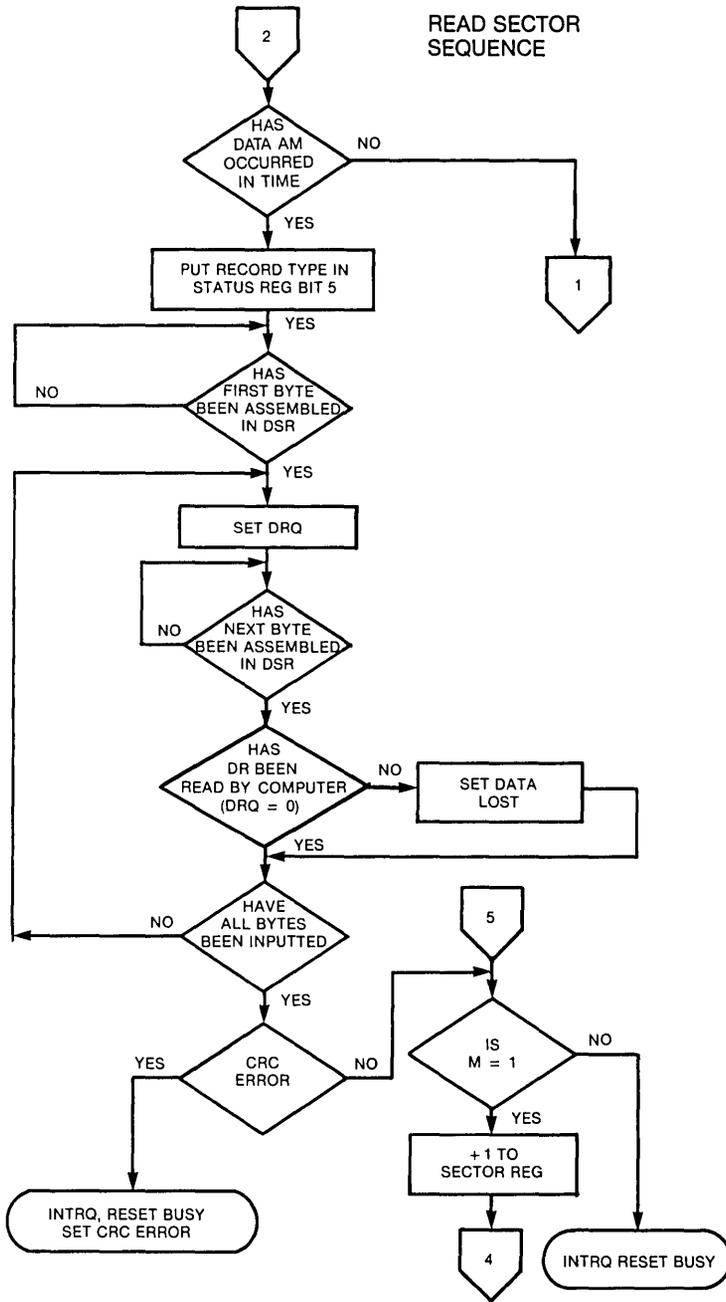 READ SECTOR
SEQUENCE
2
HAS
DATA AM
OCCURRED
IN TIME
NO
YES
PUT RECORD TYPE IN
STATUS REG BIT 5
1
YES
HAS
FIRST BYTE
BEEN ASSEMBLED
IN DSR
NO
YES
SET DRQ
HAS
NEXT BYTE
BEEN ASSEMBLED
IN DSR
NO
YES
HAS
DR BEEN
READ BY COMPUTER
(DRQ = 0)
NO
SET DATA
LOST
YES
HAVE
ALL BYTES
BEEN INPUTTED
NO
YES
5
CRC
ERROR
YES
NO
IS
M = 1
NO
YES
+ 1 TO
SECTOR REG
INTRQ, RESET BUSY
SET CRC ERROR
4
INTRQ RESET BUSY